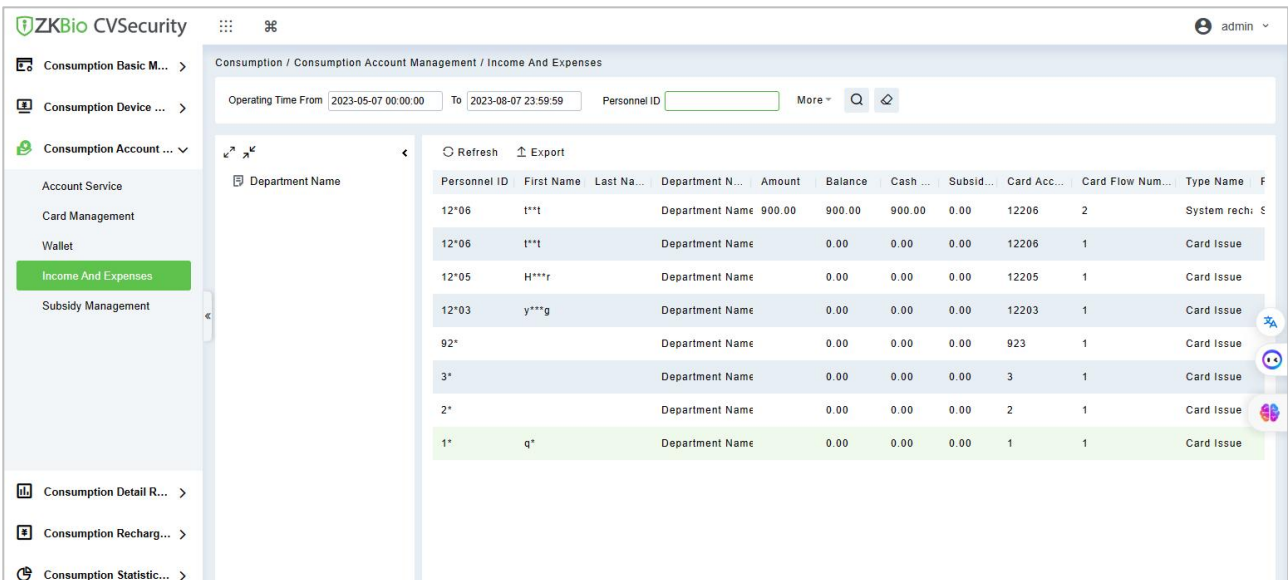 ZKBio CVSecurity
admin
Consumption Basic M...
Consumption Device ...
Consumption Account ...
Account Service
Card Management
Wallet
Income And Expenses
Subsidy Management
Consumption Detail R...
Consumption Recharg...
Consumption Statistic...
Consumption / Consumption Account Management / Income And Expenses
Operating Time From 2023-05-07 00:00:00 To 2023-08-07 23:59:59 Personnel ID More
Department Name
Refresh Export
Personnel ID First Name Last Na... Department N... Amount Balance Cash ... Subsid... Card Acc... Card Flow Num... Type Name
12*06 t**t Department Name 900.00 900.00 900.00 0.00 12206 2 System recha S
12*06 t**t Department Name 0.00 0.00 0.00 12206 1 Card Issue
12*05 H***r Department Name 0.00 0.00 0.00 12205 1 Card Issue
12*03 y***g Department Name 0.00 0.00 0.00 12203 1 Card Issue
92* Department Name 0.00 0.00 0.00 923 1 Card Issue
3* Department Name 0.00 0.00 0.00 3 1 Card Issue
2* Department Name 0.00 0.00 0.00 2 1 Card Issue
1* q* Department Name 0.00 0.00 0.00 1 1 Card Issue